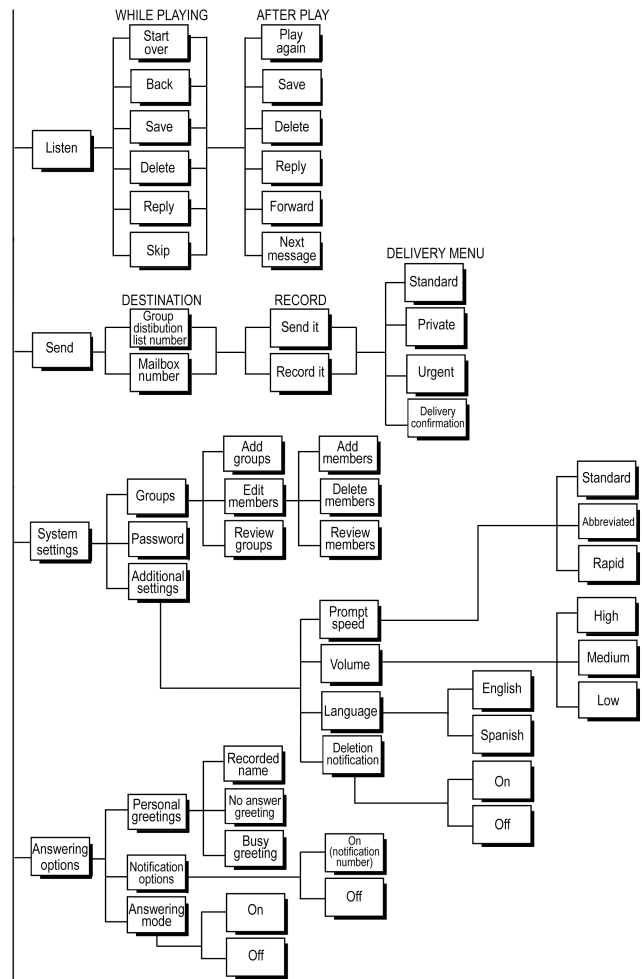 WHILE PLAYING
AFTER PLAY
Start
over
Back
Save
Delete
Reply
Skip
Play
again
Save
Delete
Reply
Forward
Next
message
Listen
DESTINATION
RECORD
DELIVERY MENU
Send
Group
distibution
list number
Mailbox
number
Send it
Record it
Standard
Private
Urgent
Delivery
confirmation
System
settings
Groups
Password
Additional
settings
Add
groups
Edit
members
Review
groups
Add
members
Delete
members
Review
members
Prompt
speed
Volume
Language
Deletion
notification
Standard
Abbreviated
Rapid
High
Medium
Low
English
Spanish
On
Off
Answering
options
Personal
greetings
Notification
options
Answering
mode
Recorded
name
No answer
greeting
Busy
greeting
On
(notification
number)
Off
On
Off